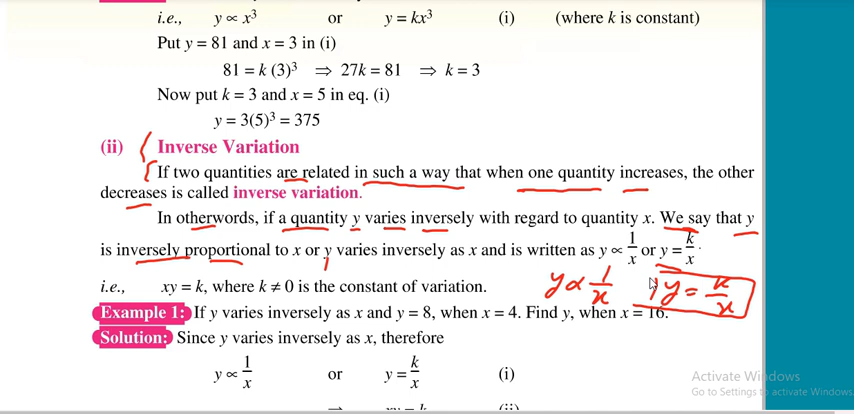 i.e., y ∝ x³ or y = kx³ (i) (where k is constant)
Put y = 81 and x = 3 in (i)
81 = k (3)³ ⇒ 27k = 81 ⇒ k = 3
Now put k = 3 and x = 5 in eq. (i)
y = 3(5)³ = 375
(ii) Inverse Variation
If two quantities are related in such a way that when one quantity increases, the other
decreases is called inverse variation.
In otherwords, if a quantity y varies inversely with regard to quantity x. We say that y
is inversely proportional to x or y varies inversely as x and is written as y ∝ 1/x or y = k/x .
i.e., xy = k, where k ≠ 0 is the constant of variation.
y ∝ 1/x y = k/x
Example 1: If y varies inversely as x and y = 8, when x = 4. Find y, when x = 16.
Solution: Since y varies inversely as x, therefore
y ∝ 1/x or y = k/x (i)
Activate Windows
Go to Settings to activate Windows.